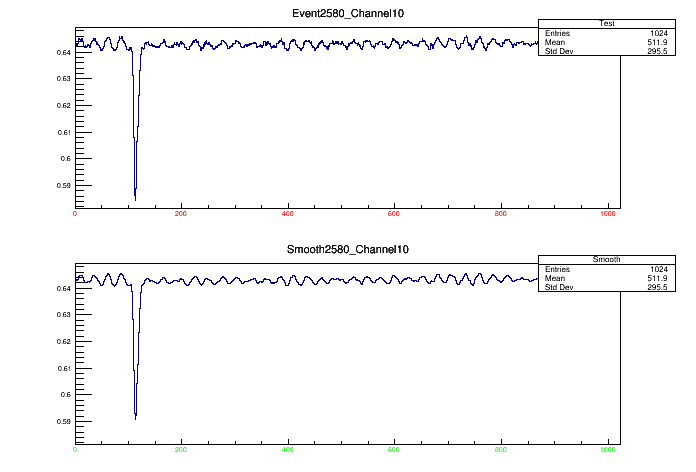 Event2580_Channel10
Test
Entries 1024
Mean 511.9
Std Dev 295.5
0.64
0.63
0.62
0.61
0.6
0.59
0 200 400 600 800 1000
Smooth2580_Channel10
Smooth
Entries 1024
Mean 511.9
Std Dev 295.5
0.64
0.63
0.62
0.61
0.6
0.59
0 200 400 600 800 1000